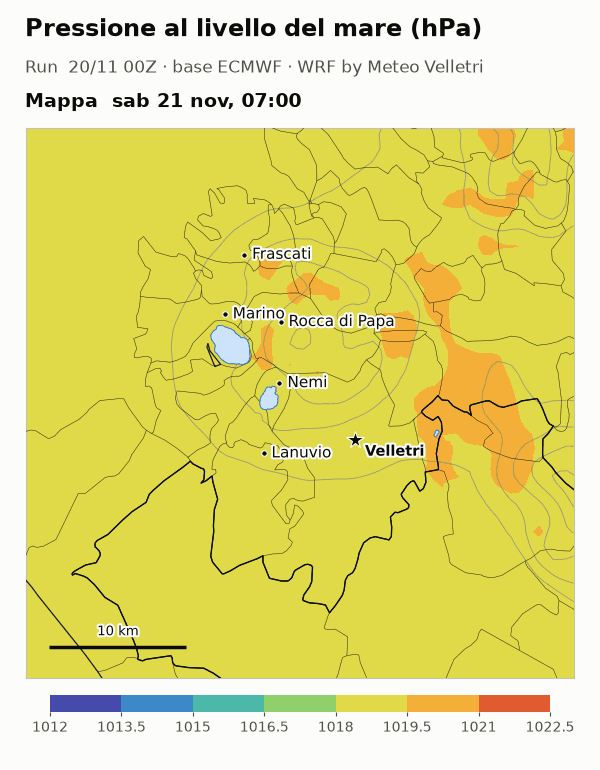 Pressione al livello del mare (hPa)
Run  20/11 00Z · base ECMWF · WRF by Meteo Velletri
Mappa  sab 21 nov, 07:00
Frascati
Marino
Rocca di Papa
Nemi
Velletri
Lanuvio
10 km
1012 1013.5 1015 1016.5 1018 1019.5 1021 1022.5